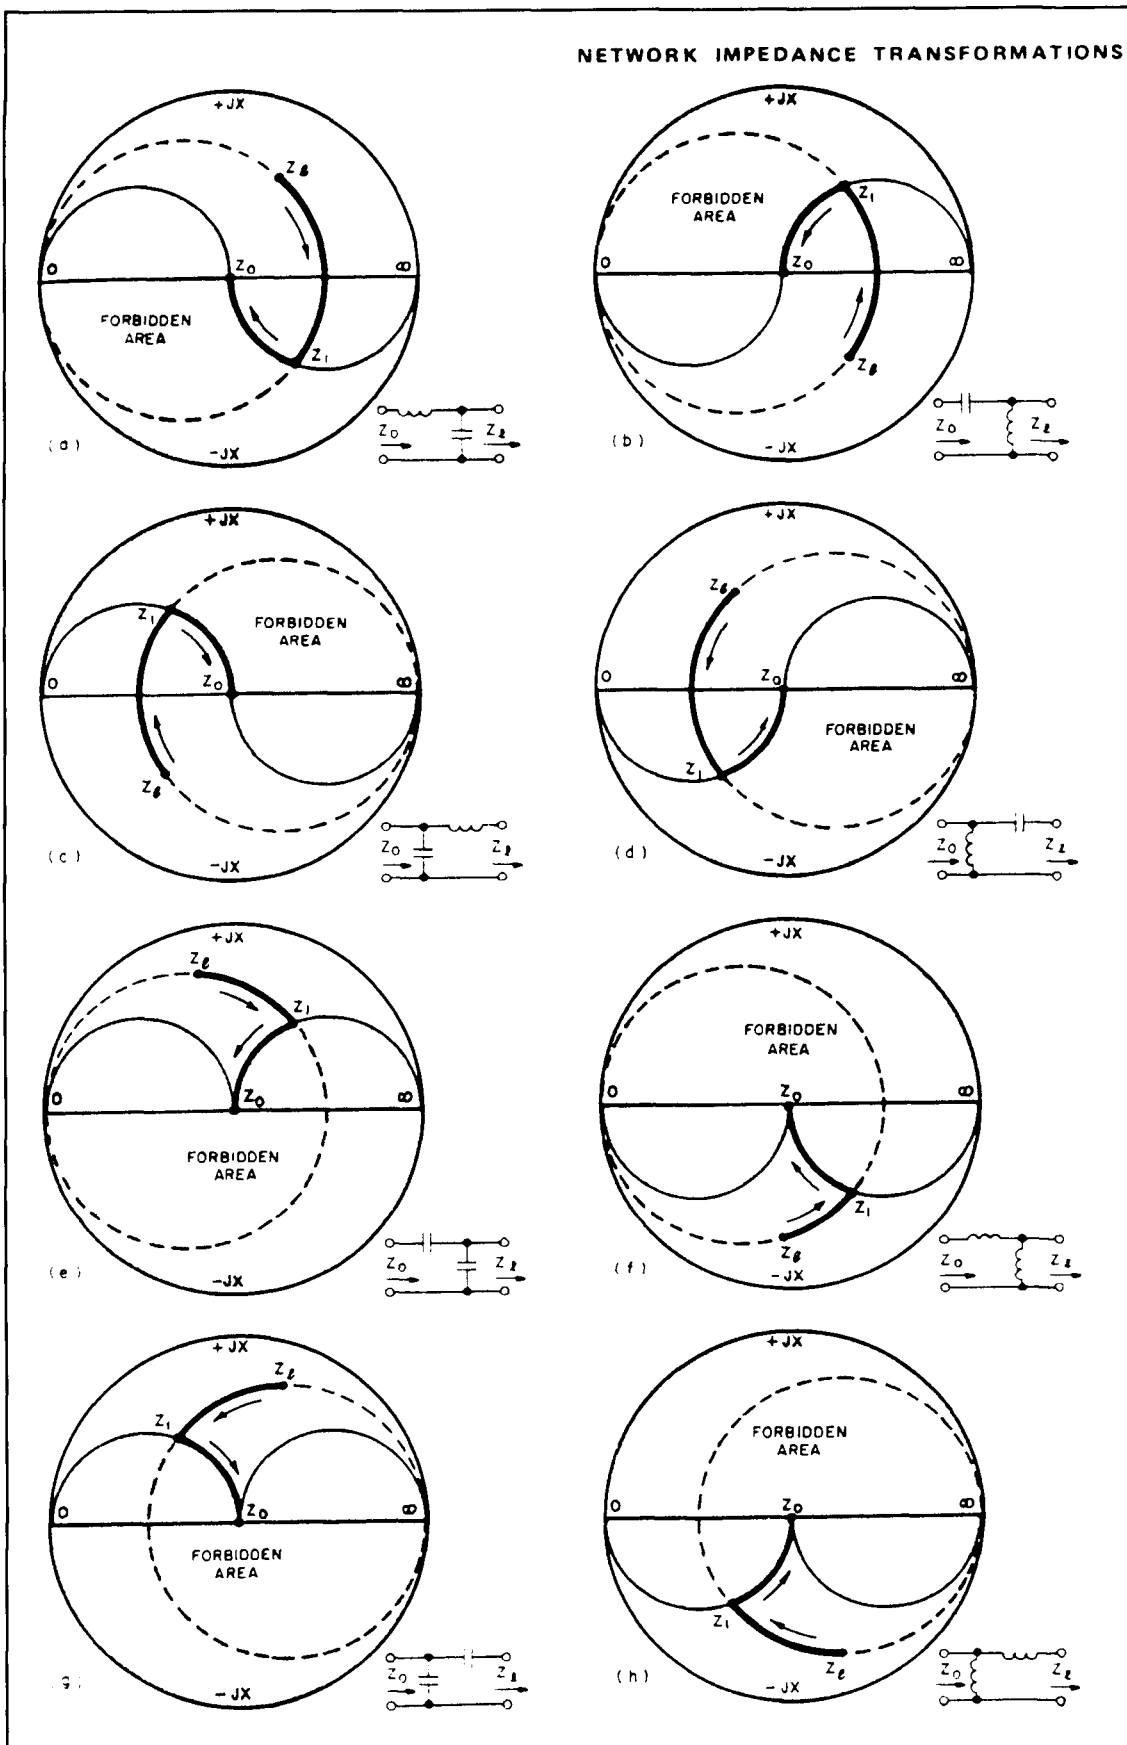 NETWORK IMPEDANCE TRANSFORMATIONS
+JX
Zℓ
0
Z0
∞
FORBIDDEN
AREA
Z1
-JX
(a)
Z0
Zℓ
+JX
FORBIDDEN
AREA
Z1
0
Z0
∞
Zℓ
-JX
(b)
Z0
Zℓ
+JX
Z1
FORBIDDEN
AREA
0
Z0
∞
Zℓ
-JX
(c)
Z0
Zℓ
+JX
Zℓ
0
Z0
∞
FORBIDDEN
AREA
Z1
-JX
(d)
Z0
Zℓ
+JX
Zℓ
Z1
0
Z0
∞
FORBIDDEN
AREA
-JX
(e)
Z0
Zℓ
+JX
FORBIDDEN
AREA
0
Z0
∞
Z1
Zℓ
-JX
(f)
Z0
Zℓ
+JX
Zℓ
Z1
0
Z0
∞
FORBIDDEN
AREA
-JX
(g)
Z0
Zℓ
+JX
FORBIDDEN
AREA
0
Z0
∞
Z1
Zℓ
-JX
(h)
Z0
Zℓ